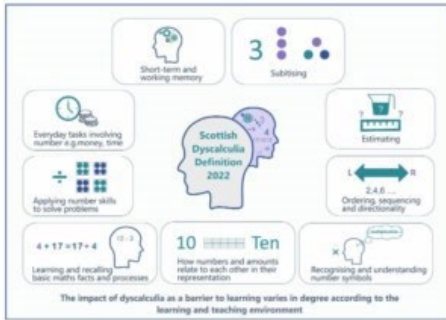 Short-term and
working memory
3
Subitising
Everyday tasks involving
number e.g.money, time
Scottish
Dyscalculia
Definition
2022
? ?
?
Estimating
÷
Applying number skills
to solve problems
L R
2,4,6 ....
Ordering, sequencing
and directionality
4 + 17 = 17 + 4
Learning and recalling
basic maths facts and processes
10 Ten
How numbers and amounts
relate to each other in their
representation
×
Recognising and understanding
number symbols
The impact of dyscalculia as a barrier to learning varies in degree according to the
learning and teaching environment